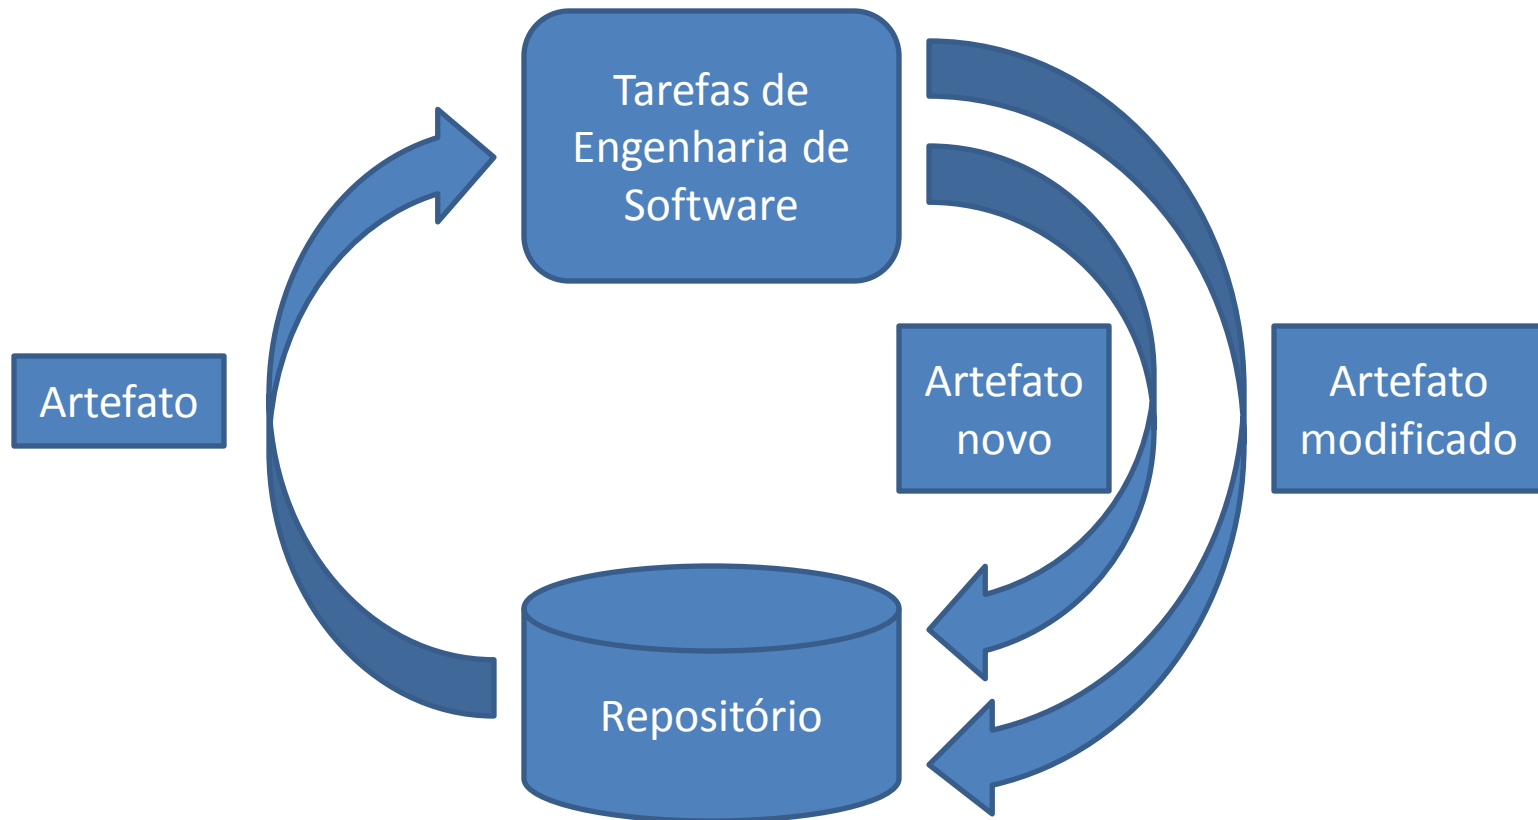 Tarefas de
Engenharia de
Software
Artefato
Artefato
novo
Artefato
modificado
Repositório